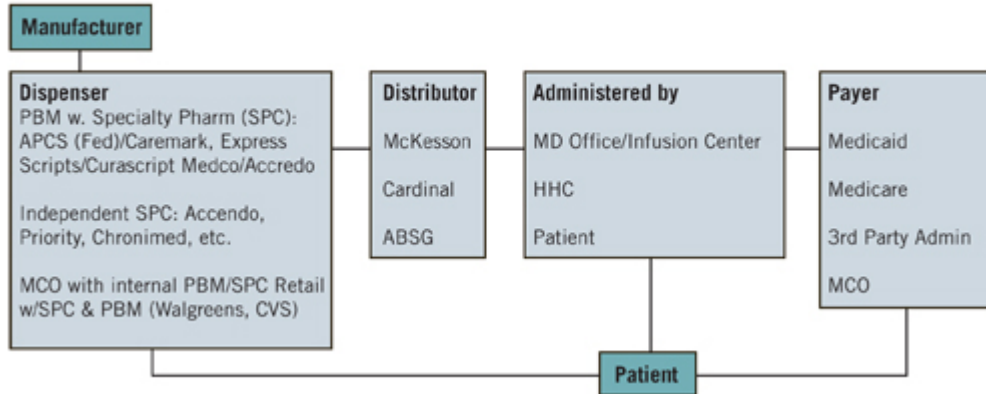 Manufacturer
Dispenser
PBM w. Specialty Pharm (SPC):
APCS (Fed)/Caremark, Express
Scripts/Curascript Medco/Accredo
Independent SPC: Accendo,
Priority, Chronimed, etc.
MCO with internal PBM/SPC Retail
w/SPC & PBM (Walgreens, CVS)
Distributor
McKesson
Cardinal
ABSG
Administered by
MD Office/Infusion Center
HHC
Patient
Payer
Medicaid
Medicare
3rd Party Admin
MCO
Patient